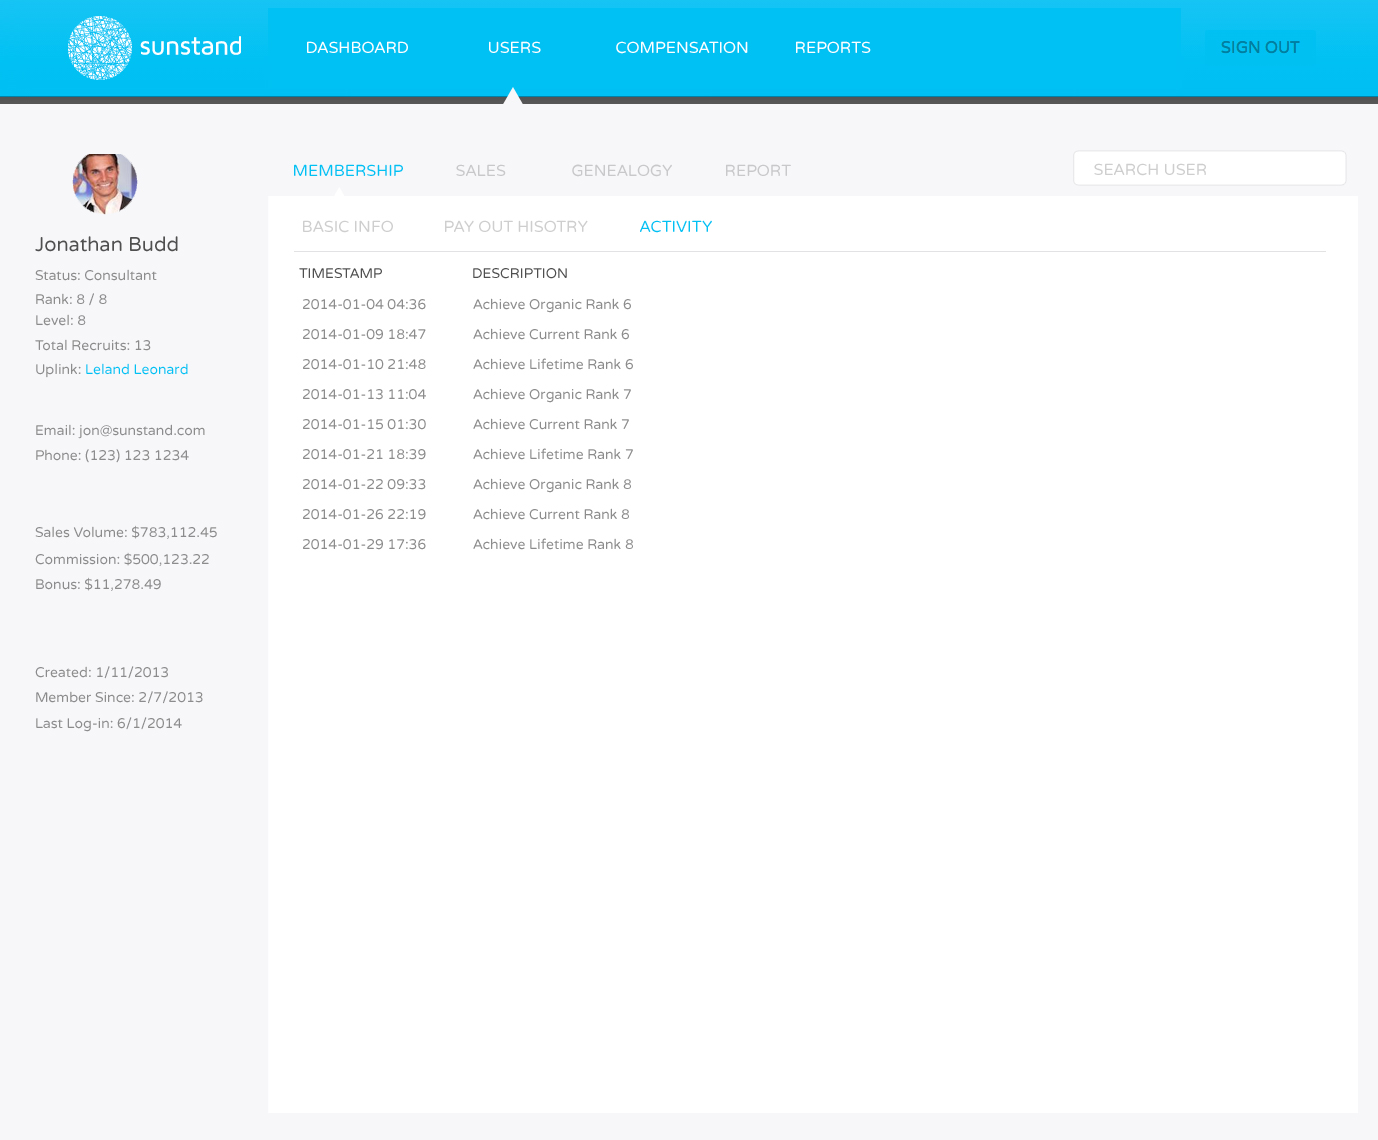 sunstand
DASHBOARD USERS COMPENSATION REPORTS SIGN OUT
MEMBERSHIP SALES GENEALOGY REPORT SEARCH USER
BASIC INFO PAY OUT HISOTRY ACTIVITY
Jonathan Budd
Status: Consultant
Rank: 8 / 8
Level: 8
Total Recruits: 13
Uplink: Leland Leonard
Email: jon@sunstand.com
Phone: (123) 123 1234
Sales Volume: $783,112.45
Commission: $500,123.22
Bonus: $11,278.49
Created: 1/11/2013
Member Since: 2/7/2013
Last Log-in: 6/1/2014
TIMESTAMP DESCRIPTION
2014-01-04 04:36 Achieve Organic Rank 6
2014-01-09 18:47 Achieve Current Rank 6
2014-01-10 21:48 Achieve Lifetime Rank 6
2014-01-13 11:04 Achieve Organic Rank 7
2014-01-15 01:30 Achieve Current Rank 7
2014-01-21 18:39 Achieve Lifetime Rank 7
2014-01-22 09:33 Achieve Organic Rank 8
2014-01-26 22:19 Achieve Current Rank 8
2014-01-29 17:36 Achieve Lifetime Rank 8